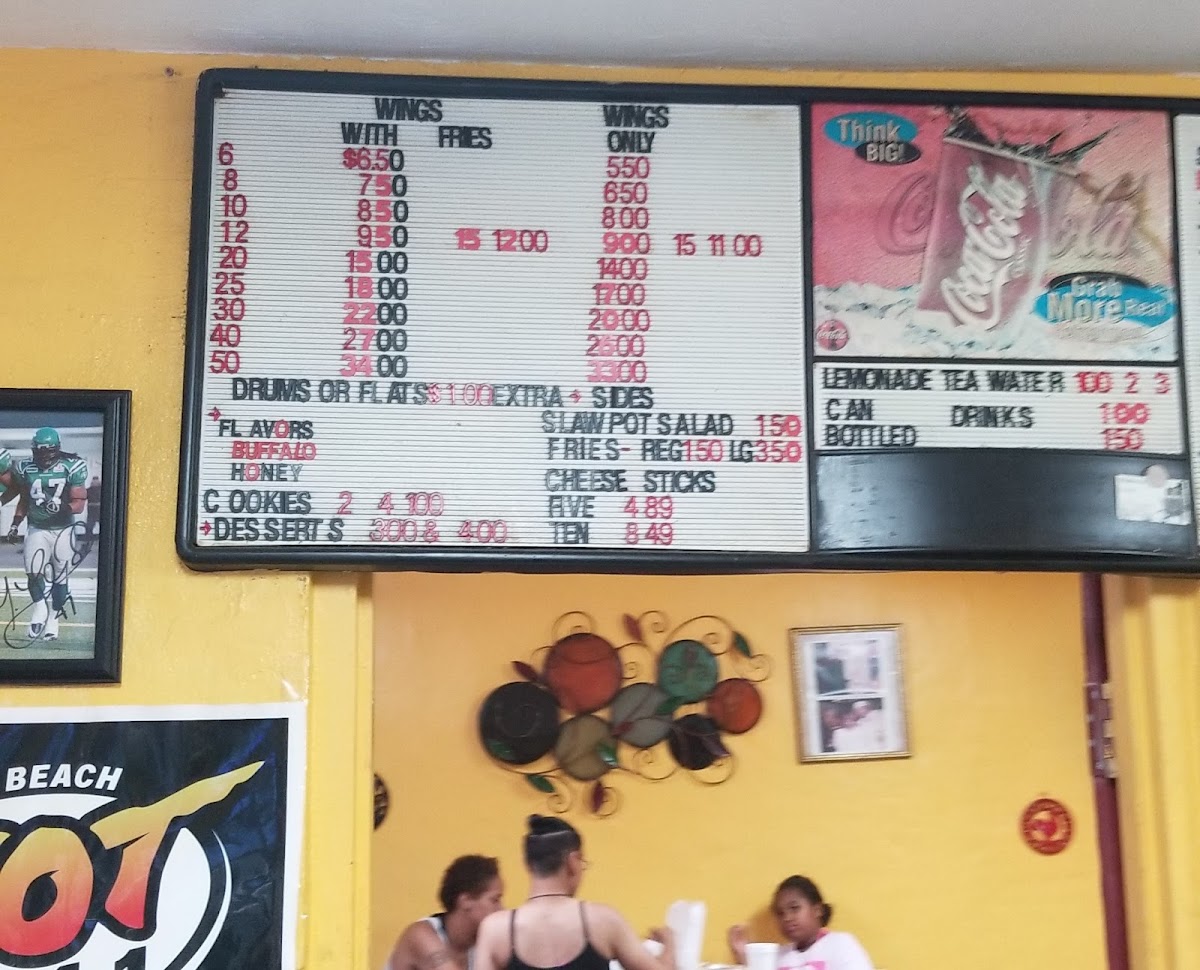 WINGS WITH FRIES
6 $6.50
8 750
10 850
12 950 15 1200
20 1500
25 1800
30 2200
40 2700
50 3400
WINGS ONLY
550
650
800
900 15 11 00
1400
1700
2000
3300
DRUMS OR FLATS $1.00 EXTRA
FLAVORS
BUFFALO
HONEY
COOKIES 2 4 100
DESSERTS 300 & 400
SIDES
SLAW POT SALAD 150
FRIES- REG 150 LG 350
CHEESE STICKS
FIVE 489
TEN 849
Think BIG!
Coca-Cola
Grab More
LEMONADE TEA WATER 100 2 3
CAN DRINKS 100
BOTTLED 150
47
BEACH